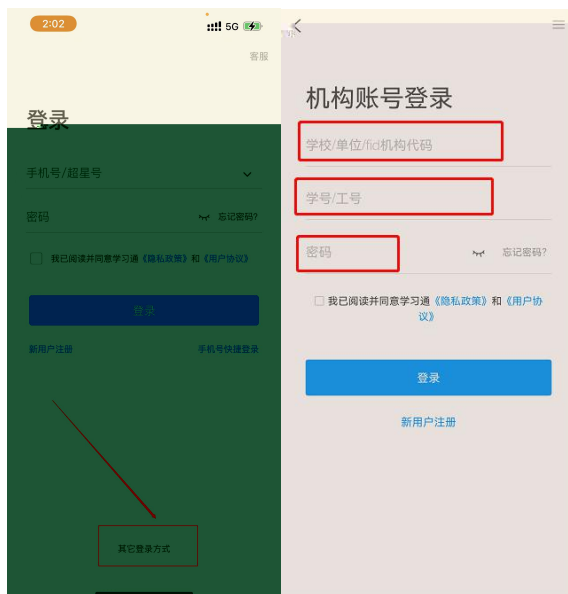 2:02
5G
客服
登录
手机号/超星号
密码
忘记密码?
我已阅读并同意学习通《隐私政策》和《用户协议》
登录
新用户注册
手机号快捷登录
其它登录方式
机构账号登录
学校/单位/fid机构代码
学号/工号
密码
忘记密码?
我已阅读并同意学习通《隐私政策》和《用户协
议》
登录
新用户注册